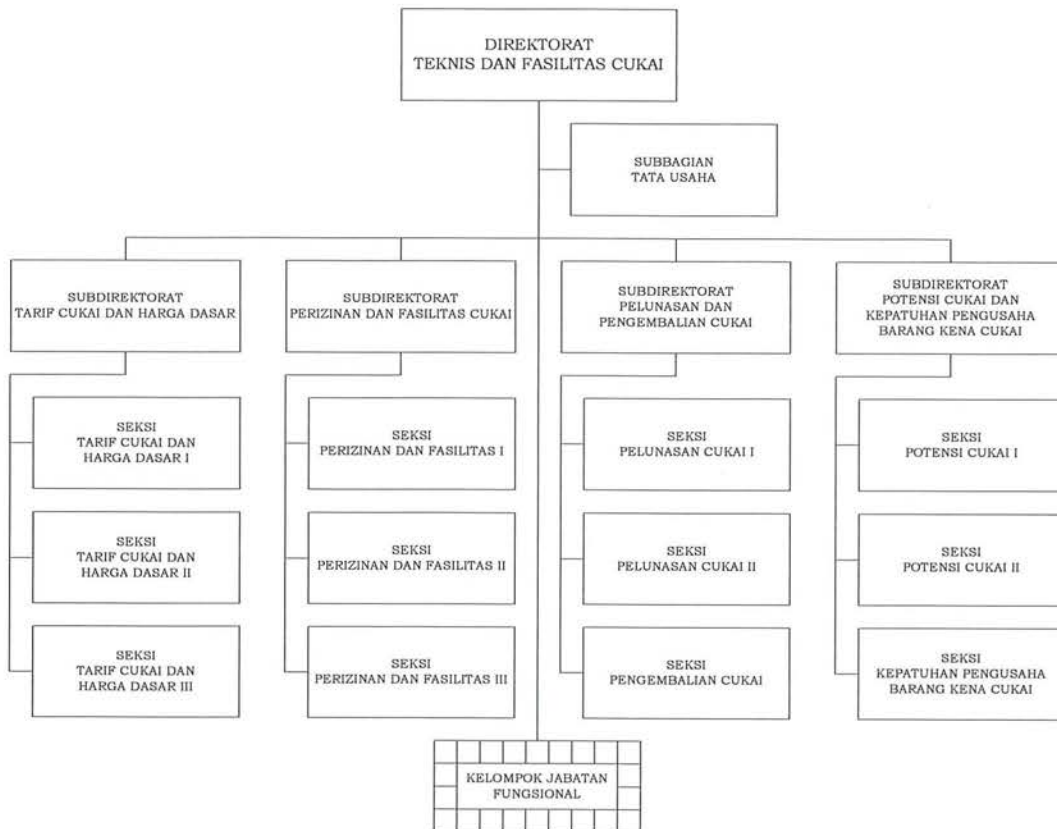 DIREKTORAT
TEKNIS DAN FASILITAS CUKAI
SUBBAGIAN
TATA USAHA
SUBDIREKTORAT
TARIF CUKAI DAN HARGA DASAR
SUBDIREKTORAT
PERIZINAN DAN FASILITAS CUKAI
SUBDIREKTORAT
PELUNASAN DAN
PENGEMBALIAN CUKAI
SUBDIREKTORAT
POTENSI CUKAI DAN
KEPATUHAN PENGUSAHA
BARANG KENA CUKAI
SEKSI
TARIF CUKAI DAN
HARGA DASAR I
SEKSI
PERIZINAN DAN FASILITAS I
SEKSI
PELUNASAN CUKAI I
SEKSI
POTENSI CUKAI I
SEKSI
TARIF CUKAI DAN
HARGA DASAR II
SEKSI
PERIZINAN DAN FASILITAS II
SEKSI
PELUNASAN CUKAI II
SEKSI
POTENSI CUKAI II
SEKSI
TARIF CUKAI DAN
HARGA DASAR III
SEKSI
PERIZINAN DAN FASILITAS III
SEKSI
PENGEMBALIAN CUKAI
SEKSI
KEPATUHAN PENGUSAHA
BARANG KENA CUKAI
KELOMPOK JABATAN
FUNGSIONAL